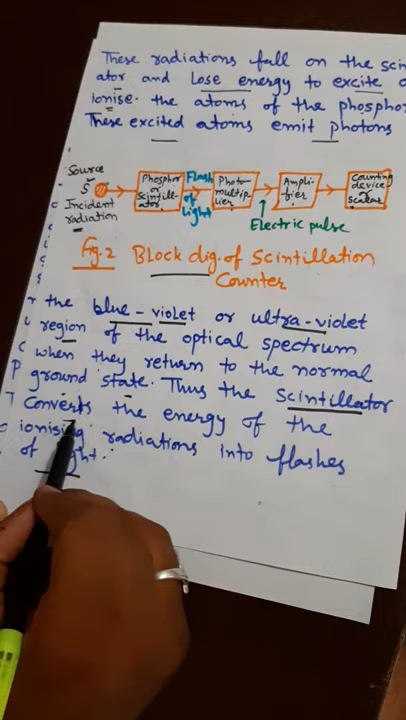 These radiations fall on the scin
ator and Lose energy to excite o
ionise the atoms of the phospho
These excited atoms emit photons
Source
S
Incident
radiation
Phosphor
or
scintill-
ator
Flash
of
Light
Photo
multip-
lier
Electric pulse
Ampli-
fier
Counting
device/
scalar
Fig. 2 Block dig. of Scintillation
Counter
the blue-violet or ultra-violet
region of the optical spectrum
when they return to the normal
ground state. Thus the scintillator
converts the energy of the
ionising radiations into flashes
of light.